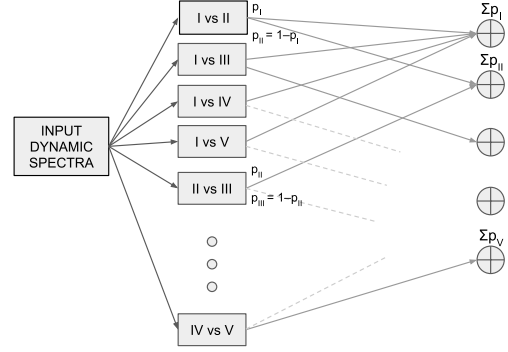 I vs II
p_I
p_II = 1–p_I
Σp_I
I vs III
Σp_II
I vs IV
INPUT
DYNAMIC
SPECTRA
I vs V
II vs III
p_II
p_III = 1–p_II
Σp_V
IV vs V